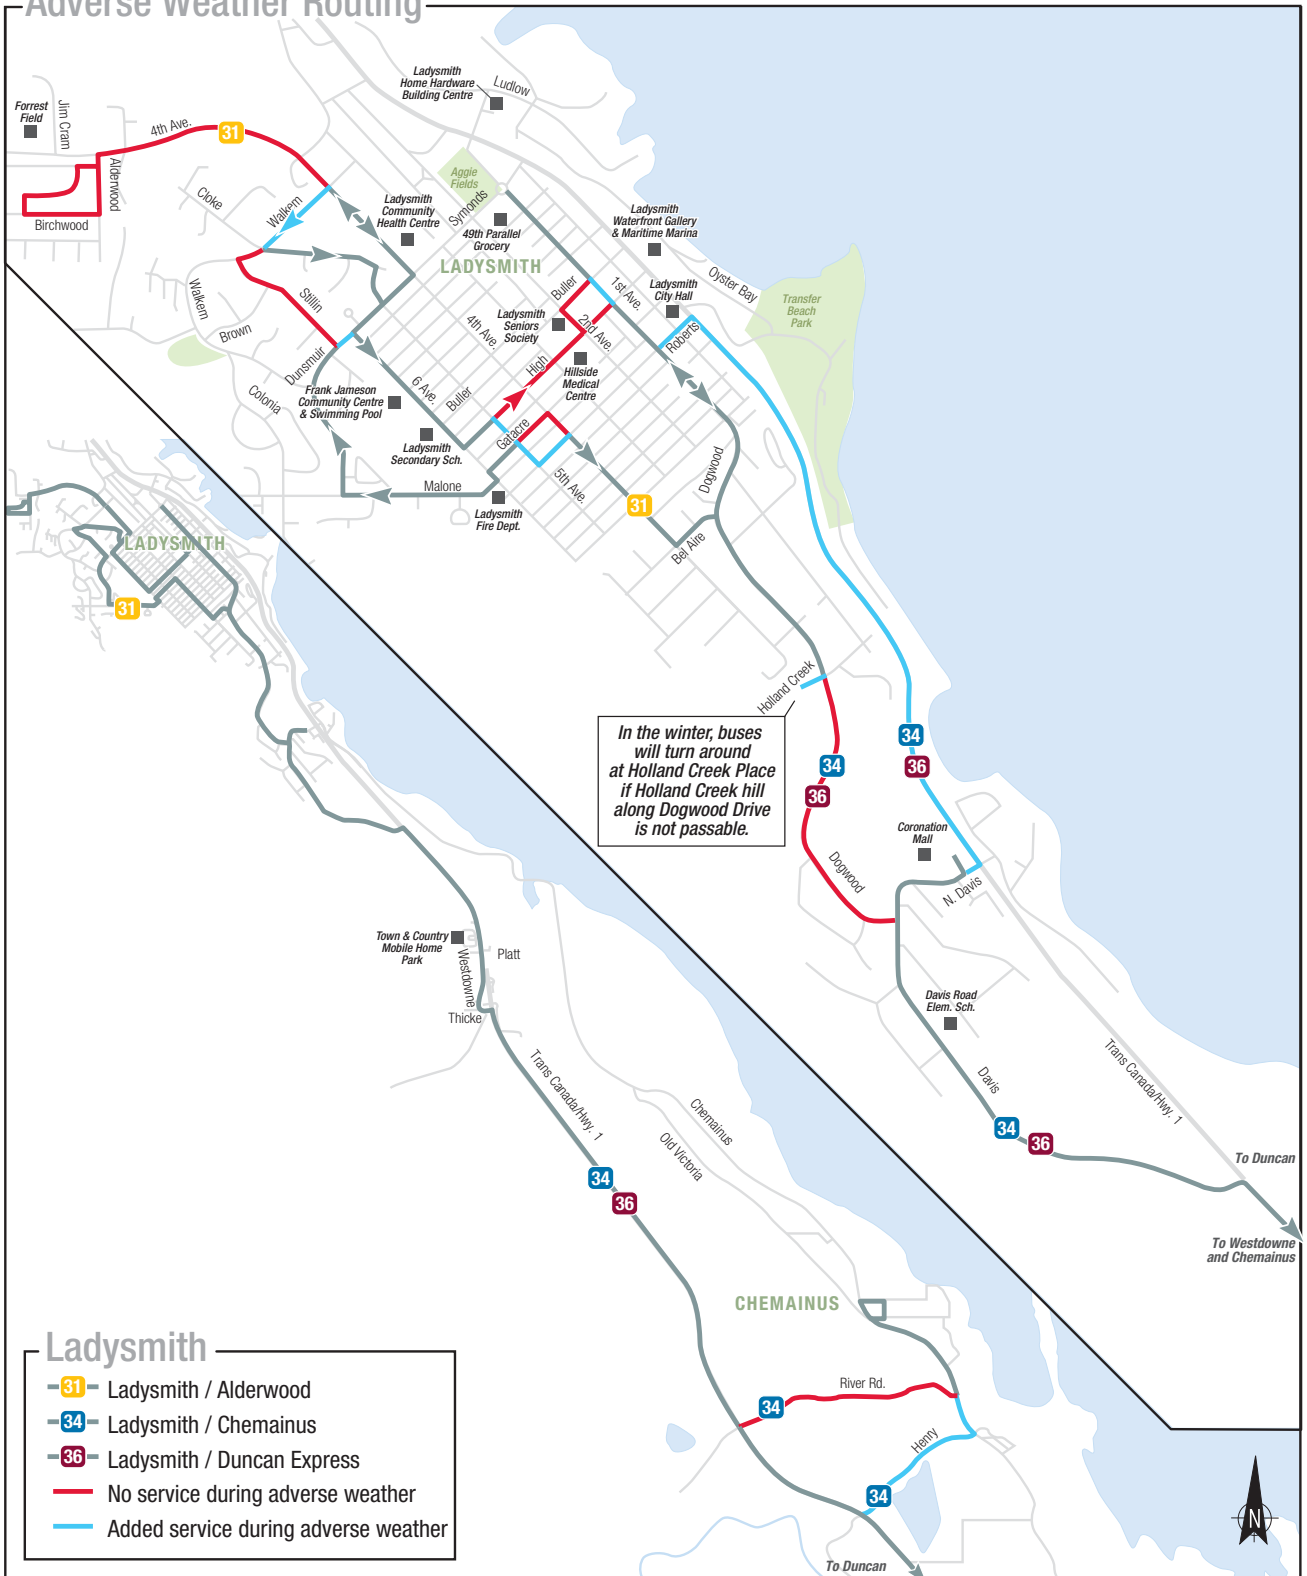 Adverse Weather Routing
Ladysmith
Home Hardware
Building Centre
Ludlow
Forrest
Field
Jim Cram
4th Ave.
31
Alderwood
Birchwood
Cloke
Walkem
Ladysmith
Community
Health Centre
Aggie
Fields
Symonds
49th Parallel
Grocery
LADYSMITH
Ladysmith
Waterfront Gallery
& Maritime Marina
Oyster Bay
Transfer
Beach
Park
Ladysmith
City Hall
Roberts
1st Ave.
Buller
2nd Ave.
Ladysmith
Seniors
Society
4th Ave.
High
Hillside
Medical
Centre
Walkem
Stillin
Brown
Dunsmuir
Colonia
Frank Jameson
Community Centre
& Swimming Pool
6 Ave.
Buller
Gatacre
Ladysmith
Secondary Sch.
Malone
5th Ave.
Ladysmith
Fire Dept.
31
Dogwood
Bel Aire
LADYSMITH
31
Holland Creek
In the winter, buses
will turn around
at Holland Creek Place
if Holland Creek hill
along Dogwood Drive
is not passable.
34
36
34
36
Dogwood
Coronation
Mall
N. Davis
Town & Country
Mobile Home
Park
Westdowne
Platt
Thicke
Davis Road
Elem. Sch.
Davis
Trans Canada/Hwy. 1
34
36
To Duncan
To Westdowne
and Chemainus
Trans Canada/Hwy. 1
Chemainus
Old Victoria
34
36
CHEMAINUS
River Rd.
34
Henry
34
To Duncan
N
Ladysmith
31 Ladysmith / Alderwood
34 Ladysmith / Chemainus
36 Ladysmith / Duncan Express
No service during adverse weather
Added service during adverse weather